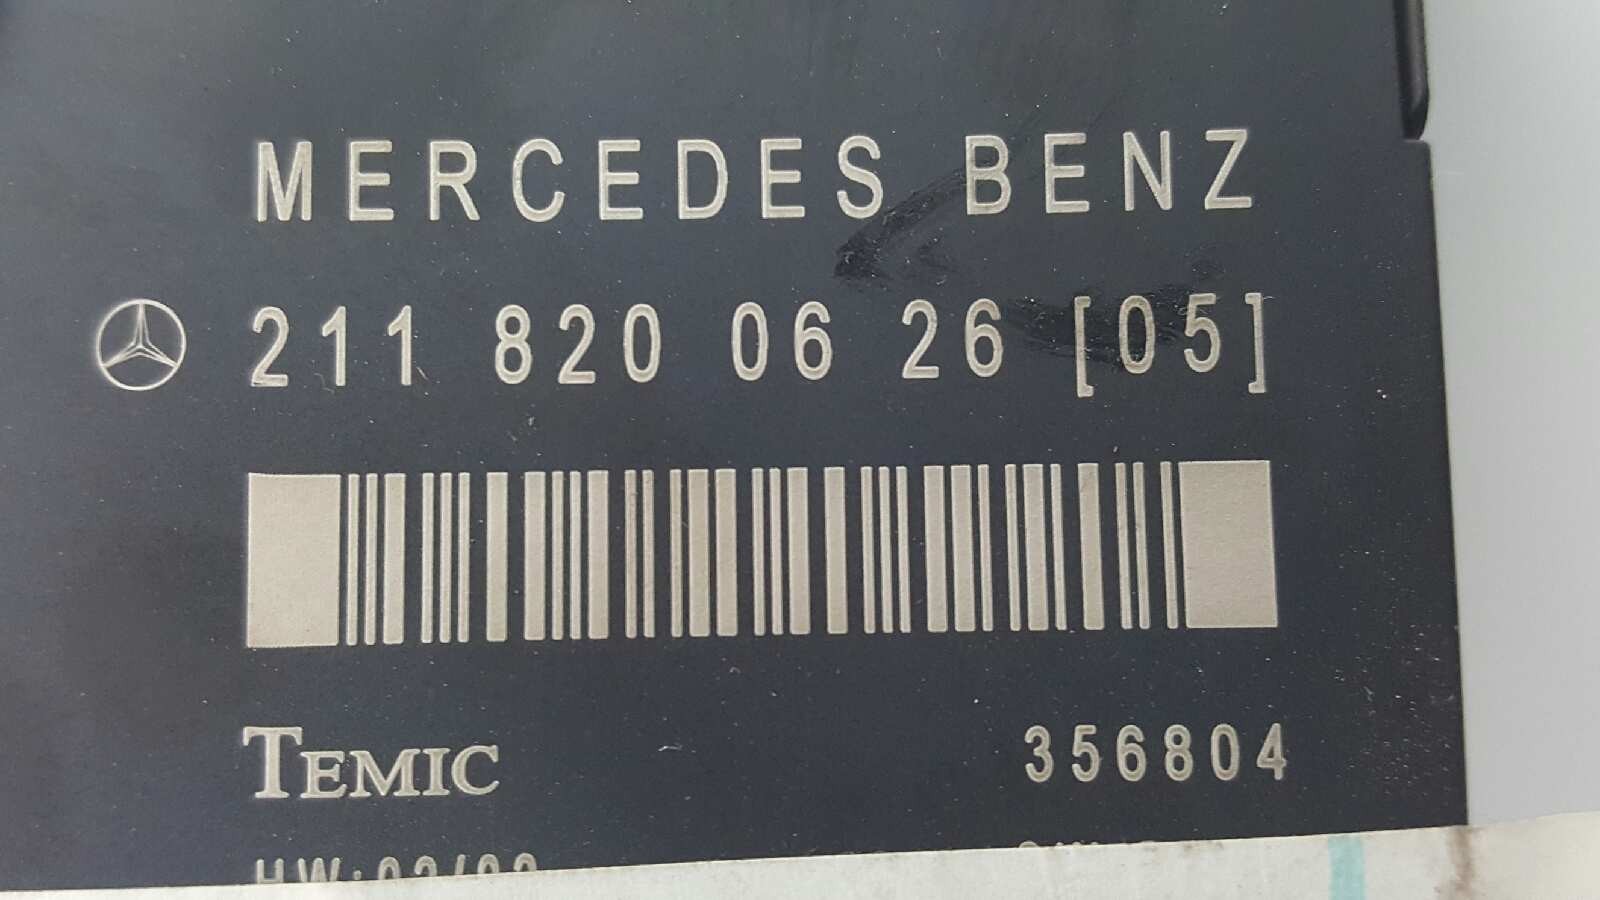 MERCEDES BENZ
211 820 06 26 [05]
TEMIC
356804